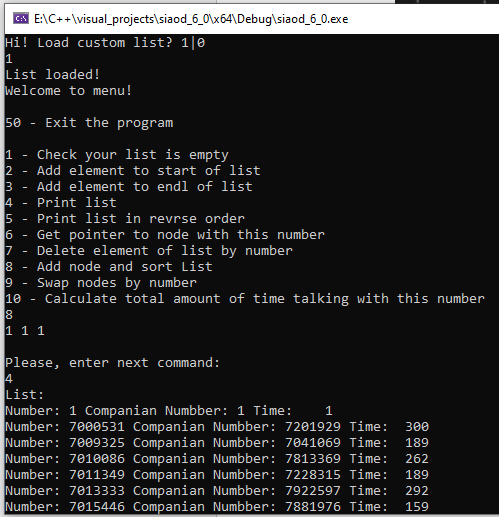 E:\C++\visual_projects\siaod_6_0\x64\Debug\siaod_6_0.exe
Hi! Load custom list? 1|0
1
List loaded!
Welcome to menu!
50 - Exit the program
1 - Check your list is empty
2 - Add element to start of list
3 - Add element to endl of list
4 - Print list
5 - Print list in revrse order
6 - Get pointer to node with this number
7 - Delete element of list by number
8 - Add node and sort List
9 - Swap nodes by number
10 - Calculate total amount of time talking with this number
8
1 1 1
Please, enter next command:
4
List:
Number: 1 Companian Numbber: 1 Time:    1
Number: 7000531 Companian Numbber: 7201929 Time:  300
Number: 7009325 Companian Numbber: 7041069 Time:  189
Number: 7010086 Companian Numbber: 7813369 Time:  262
Number: 7011349 Companian Numbber: 7228315 Time:  189
Number: 7013333 Companian Numbber: 7922597 Time:  292
Number: 7015446 Companian Numbber: 7881976 Time:  159